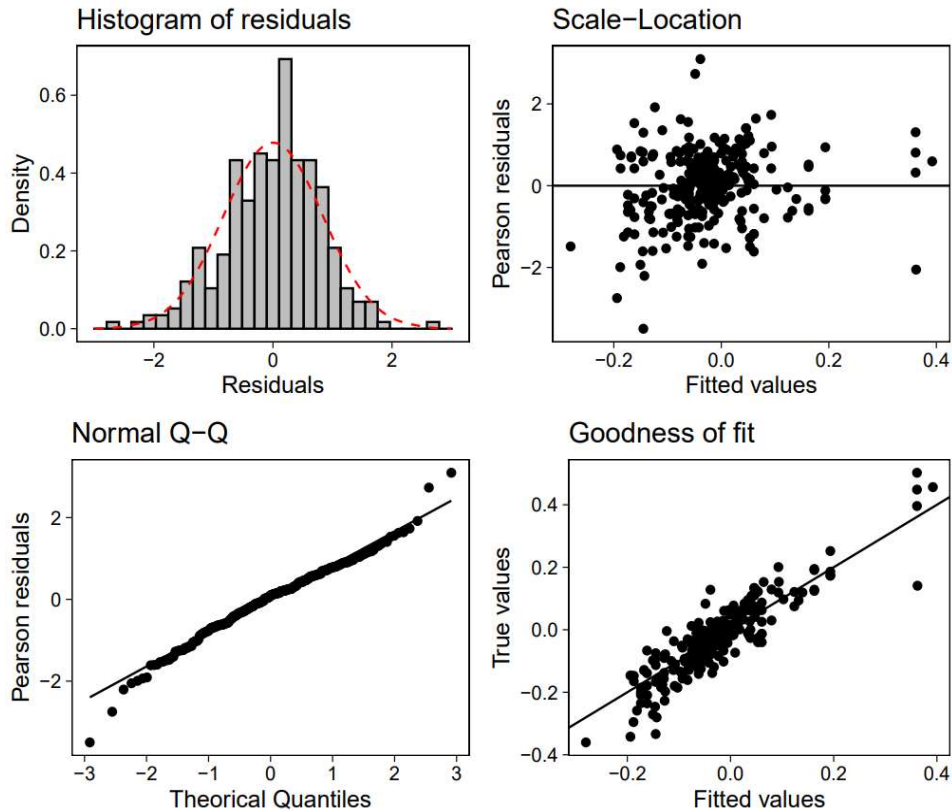 Histogram of residuals
Density
0.6
0.4
0.2
0.0
−2
0
2
Residuals
Scale−Location
Pearson residuals
2
0
−2
−0.2
0.0
0.2
0.4
Fitted values
Normal Q−Q
Pearson residuals
2
0
−2
−3
−2
−1
0
1
2
3
Theorical Quantiles
Goodness of fit
True values
0.4
0.2
0.0
−0.2
−0.4
−0.2
0.0
0.2
0.4
Fitted values